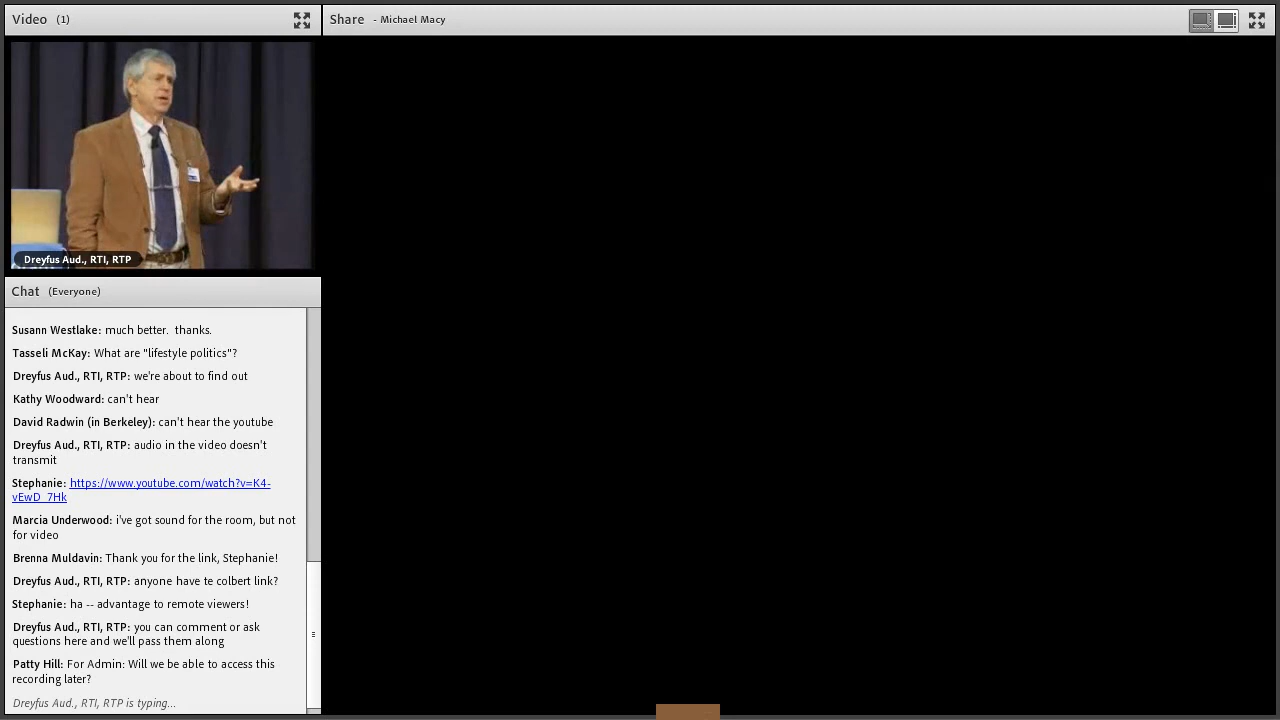 Video (1)
Share - Michael Macy
Dreyfus Aud., RTI, RTP
Chat (Everyone)
Susann Westlake: much better. thanks.
Tasseli McKay: What are "lifestyle politics"?
Dreyfus Aud., RTI, RTP: we're about to find out
Kathy Woodward: can't hear
David Radwin (in Berkeley): can't hear the youtube
Dreyfus Aud., RTI, RTP: audio in the video doesn't
transmit
Stephanie: https://www.youtube.com/watch?v=K4-
vEwD_7Hk
Marcia Underwood: i've got sound for the room, but not
for video
Brenna Muldavin: Thank you for the link, Stephanie!
Dreyfus Aud., RTI, RTP: anyone have te colbert link?
Stephanie: ha -- advantage to remote viewers!
Dreyfus Aud., RTI, RTP: you can comment or ask
questions here and we'll pass them along
Patty Hill: For Admin: Will we be able to access this
recording later?
Dreyfus Aud., RTI, RTP is typing...